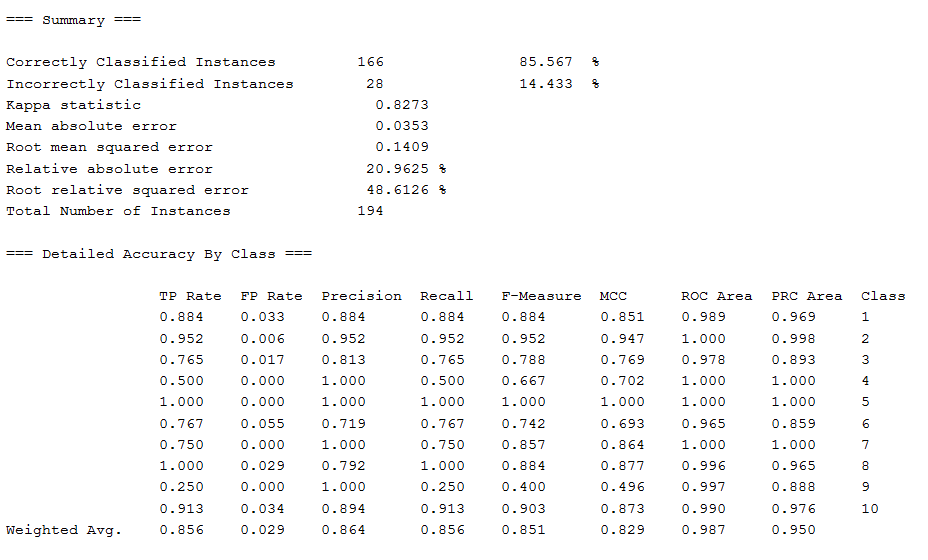 === Summary ===
Correctly Classified Instances 166 85.567 %
Incorrectly Classified Instances 28 14.433 %
Kappa statistic 0.8273
Mean absolute error 0.0353
Root mean squared error 0.1409
Relative absolute error 20.9625 %
Root relative squared error 48.6126 %
Total Number of Instances 194
=== Detailed Accuracy By Class ===
TP Rate FP Rate Precision Recall F-Measure MCC ROC Area PRC Area Class
0.884 0.033 0.884 0.884 0.884 0.851 0.989 0.969 1
0.952 0.006 0.952 0.952 0.952 0.947 1.000 0.998 2
0.765 0.017 0.813 0.765 0.788 0.769 0.978 0.893 3
0.500 0.000 1.000 0.500 0.667 0.702 1.000 1.000 4
1.000 0.000 1.000 1.000 1.000 1.000 1.000 1.000 5
0.767 0.055 0.719 0.767 0.742 0.693 0.965 0.859 6
0.750 0.000 1.000 0.750 0.857 0.864 1.000 1.000 7
1.000 0.029 0.792 1.000 0.884 0.877 0.996 0.965 8
0.250 0.000 1.000 0.250 0.400 0.496 0.997 0.888 9
0.913 0.034 0.894 0.913 0.903 0.873 0.990 0.976 10
Weighted Avg. 0.856 0.029 0.864 0.856 0.851 0.829 0.987 0.950